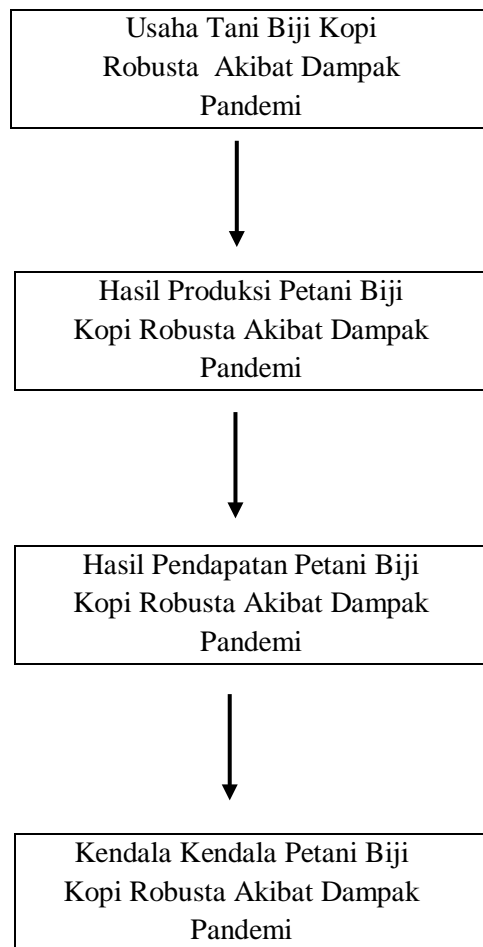 Usaha Tani Biji Kopi
Robusta Akibat Dampak
Pandemi
Hasil Produksi Petani Biji
Kopi Robusta Akibat Dampak
Pandemi
Hasil Pendapatan Petani Biji
Kopi Robusta Akibat Dampak
Pandemi
Kendala Kendala Petani Biji
Kopi Robusta Akibat Dampak
Pandemi